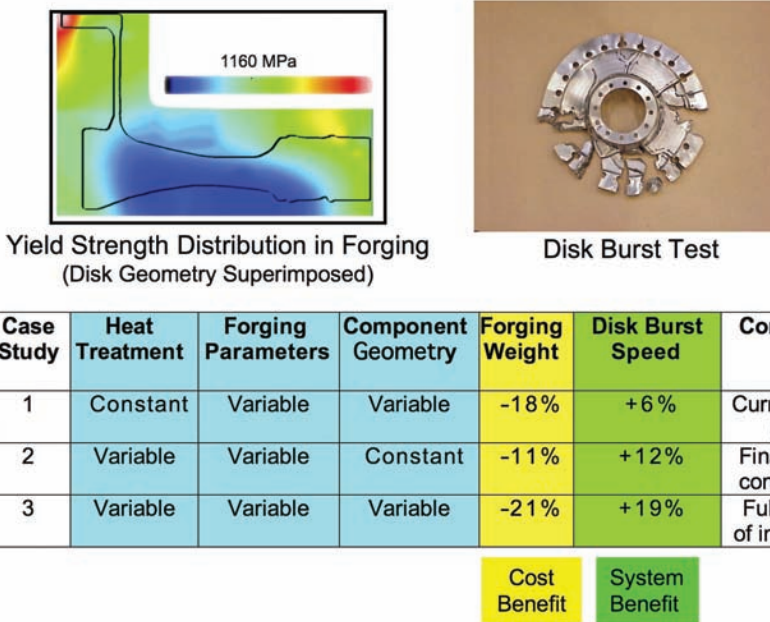 1160 MPa
Yield Strength Distribution in Forging
(Disk Geometry Superimposed)
Disk Burst Test
Case Study
Heat Treatment
Forging Parameters
Component Geometry
Forging Weight
Disk Burst Speed
1 Constant Variable Variable -18% +6%
2 Variable Variable Constant -11% +12%
3 Variable Variable Variable -21% +19%
of
Cost Benefit
System Benefit